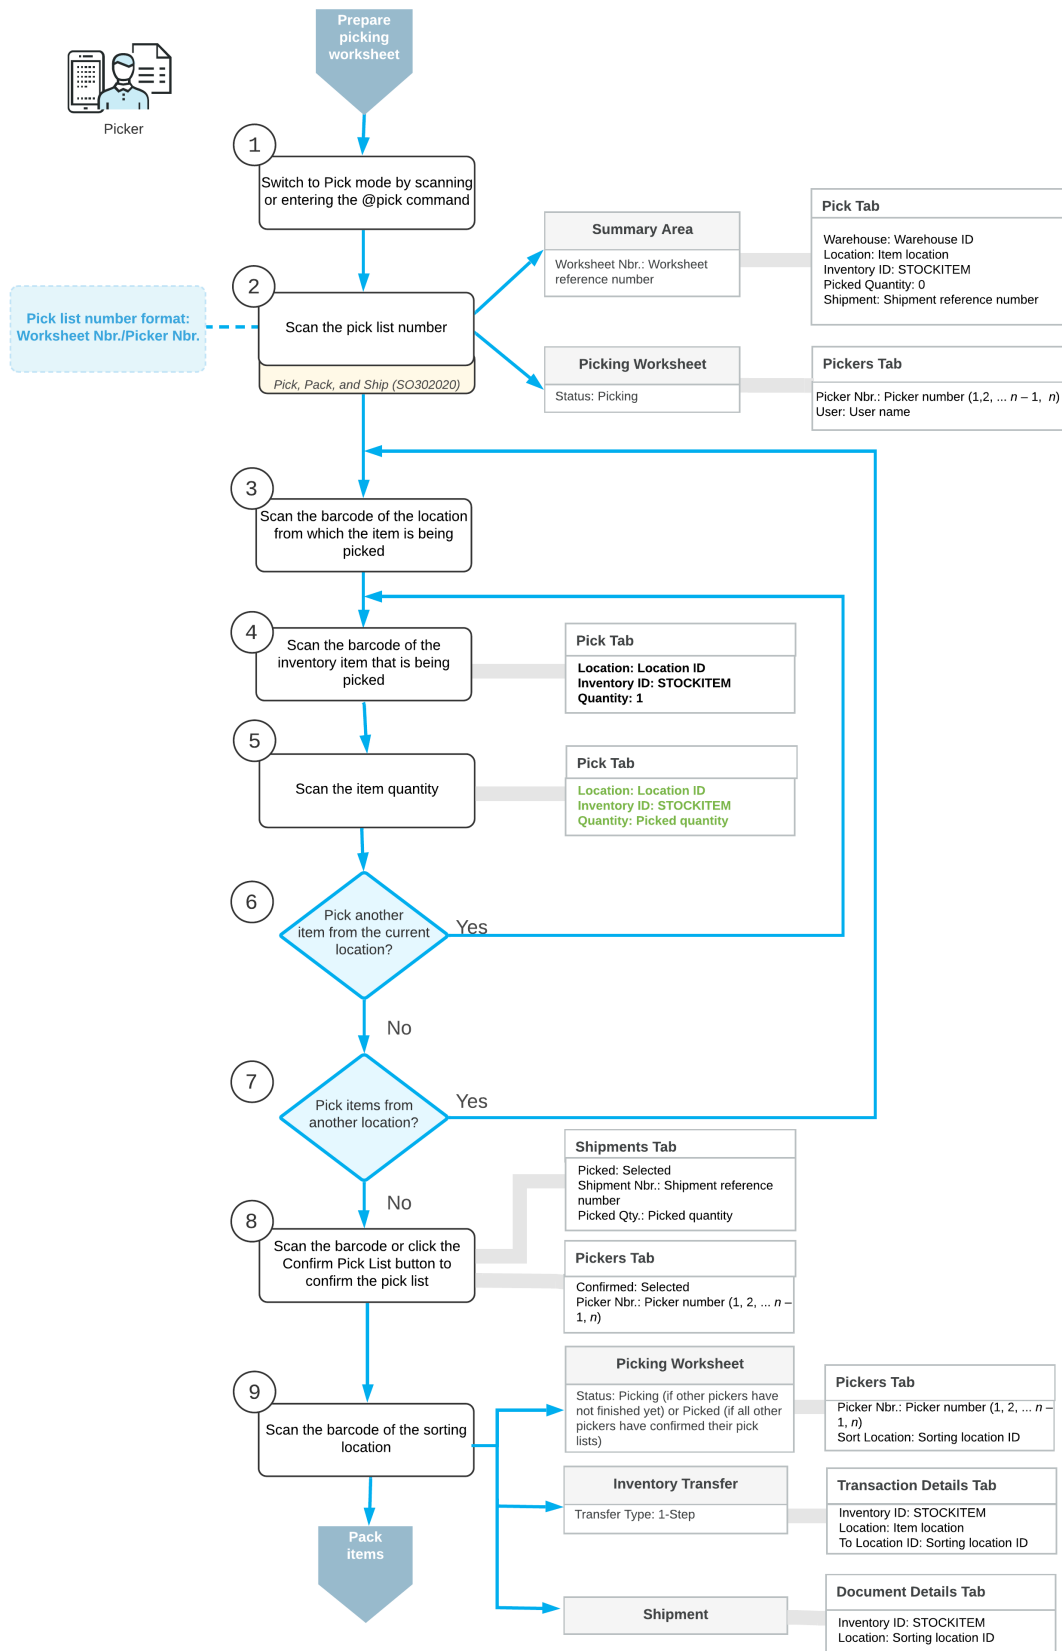 Prepare
picking
worksheet
Picker
1
Switch to Pick mode by scanning
or entering the @pick command
Pick Tab
Warehouse: Warehouse ID
Location: Item location
Inventory ID: STOCKITEM
Picked Quantity: 0
Shipment: Shipment reference number
Summary Area
Worksheet Nbr.: Worksheet
reference number
2
Scan the pick list number
Pick, Pack, and Ship (SO302020)
Pick list number format:
Worksheet Nbr./Picker Nbr.
Picking Worksheet
Status: Picking
Pickers Tab
Picker Nbr.: Picker number (1,2, ... n – 1, n)
User: User name
3
Scan the barcode of the location
from which the item is being
picked
4
Scan the barcode of the
inventory item that is being
picked
Pick Tab
Location: Location ID
Inventory ID: STOCKITEM
Quantity: 1
5
Scan the item quantity
Pick Tab
Location: Location ID
Inventory ID: STOCKITEM
Quantity: Picked quantity
6
Pick another
item from the current
location?
Yes
No
7
Pick items from
another location?
Yes
No
Shipments Tab
Picked: Selected
Shipment Nbr.: Shipment reference
number
Picked Qty.: Picked quantity
8
Scan the barcode or click the
Confirm Pick List button to
confirm the pick list
Pickers Tab
Confirmed: Selected
Picker Nbr.: Picker number (1, 2, ... n –
1, n)
9
Scan the barcode of the sorting
location
Picking Worksheet
Status: Picking (if other pickers have
not finished yet) or Picked (if all other
pickers have confirmed their pick
lists)
Pickers Tab
Picker Nbr.: Picker number (1, 2, ... n –
1, n)
Sort Location: Sorting location ID
Inventory Transfer
Transfer Type: 1-Step
Transaction Details Tab
Inventory ID: STOCKITEM
Location: Item location
To Location ID: Sorting location ID
Pack
items
Shipment
Document Details Tab
Inventory ID: STOCKITEM
Location: Sorting location ID